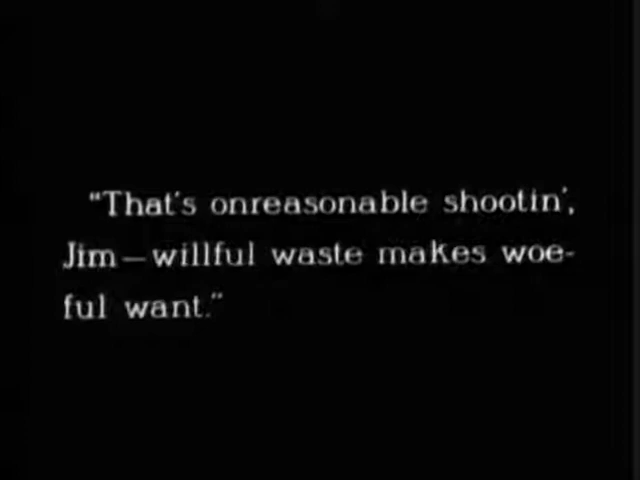 "That's onreasonable shootin',
Jim—willful waste makes woe-
ful want."